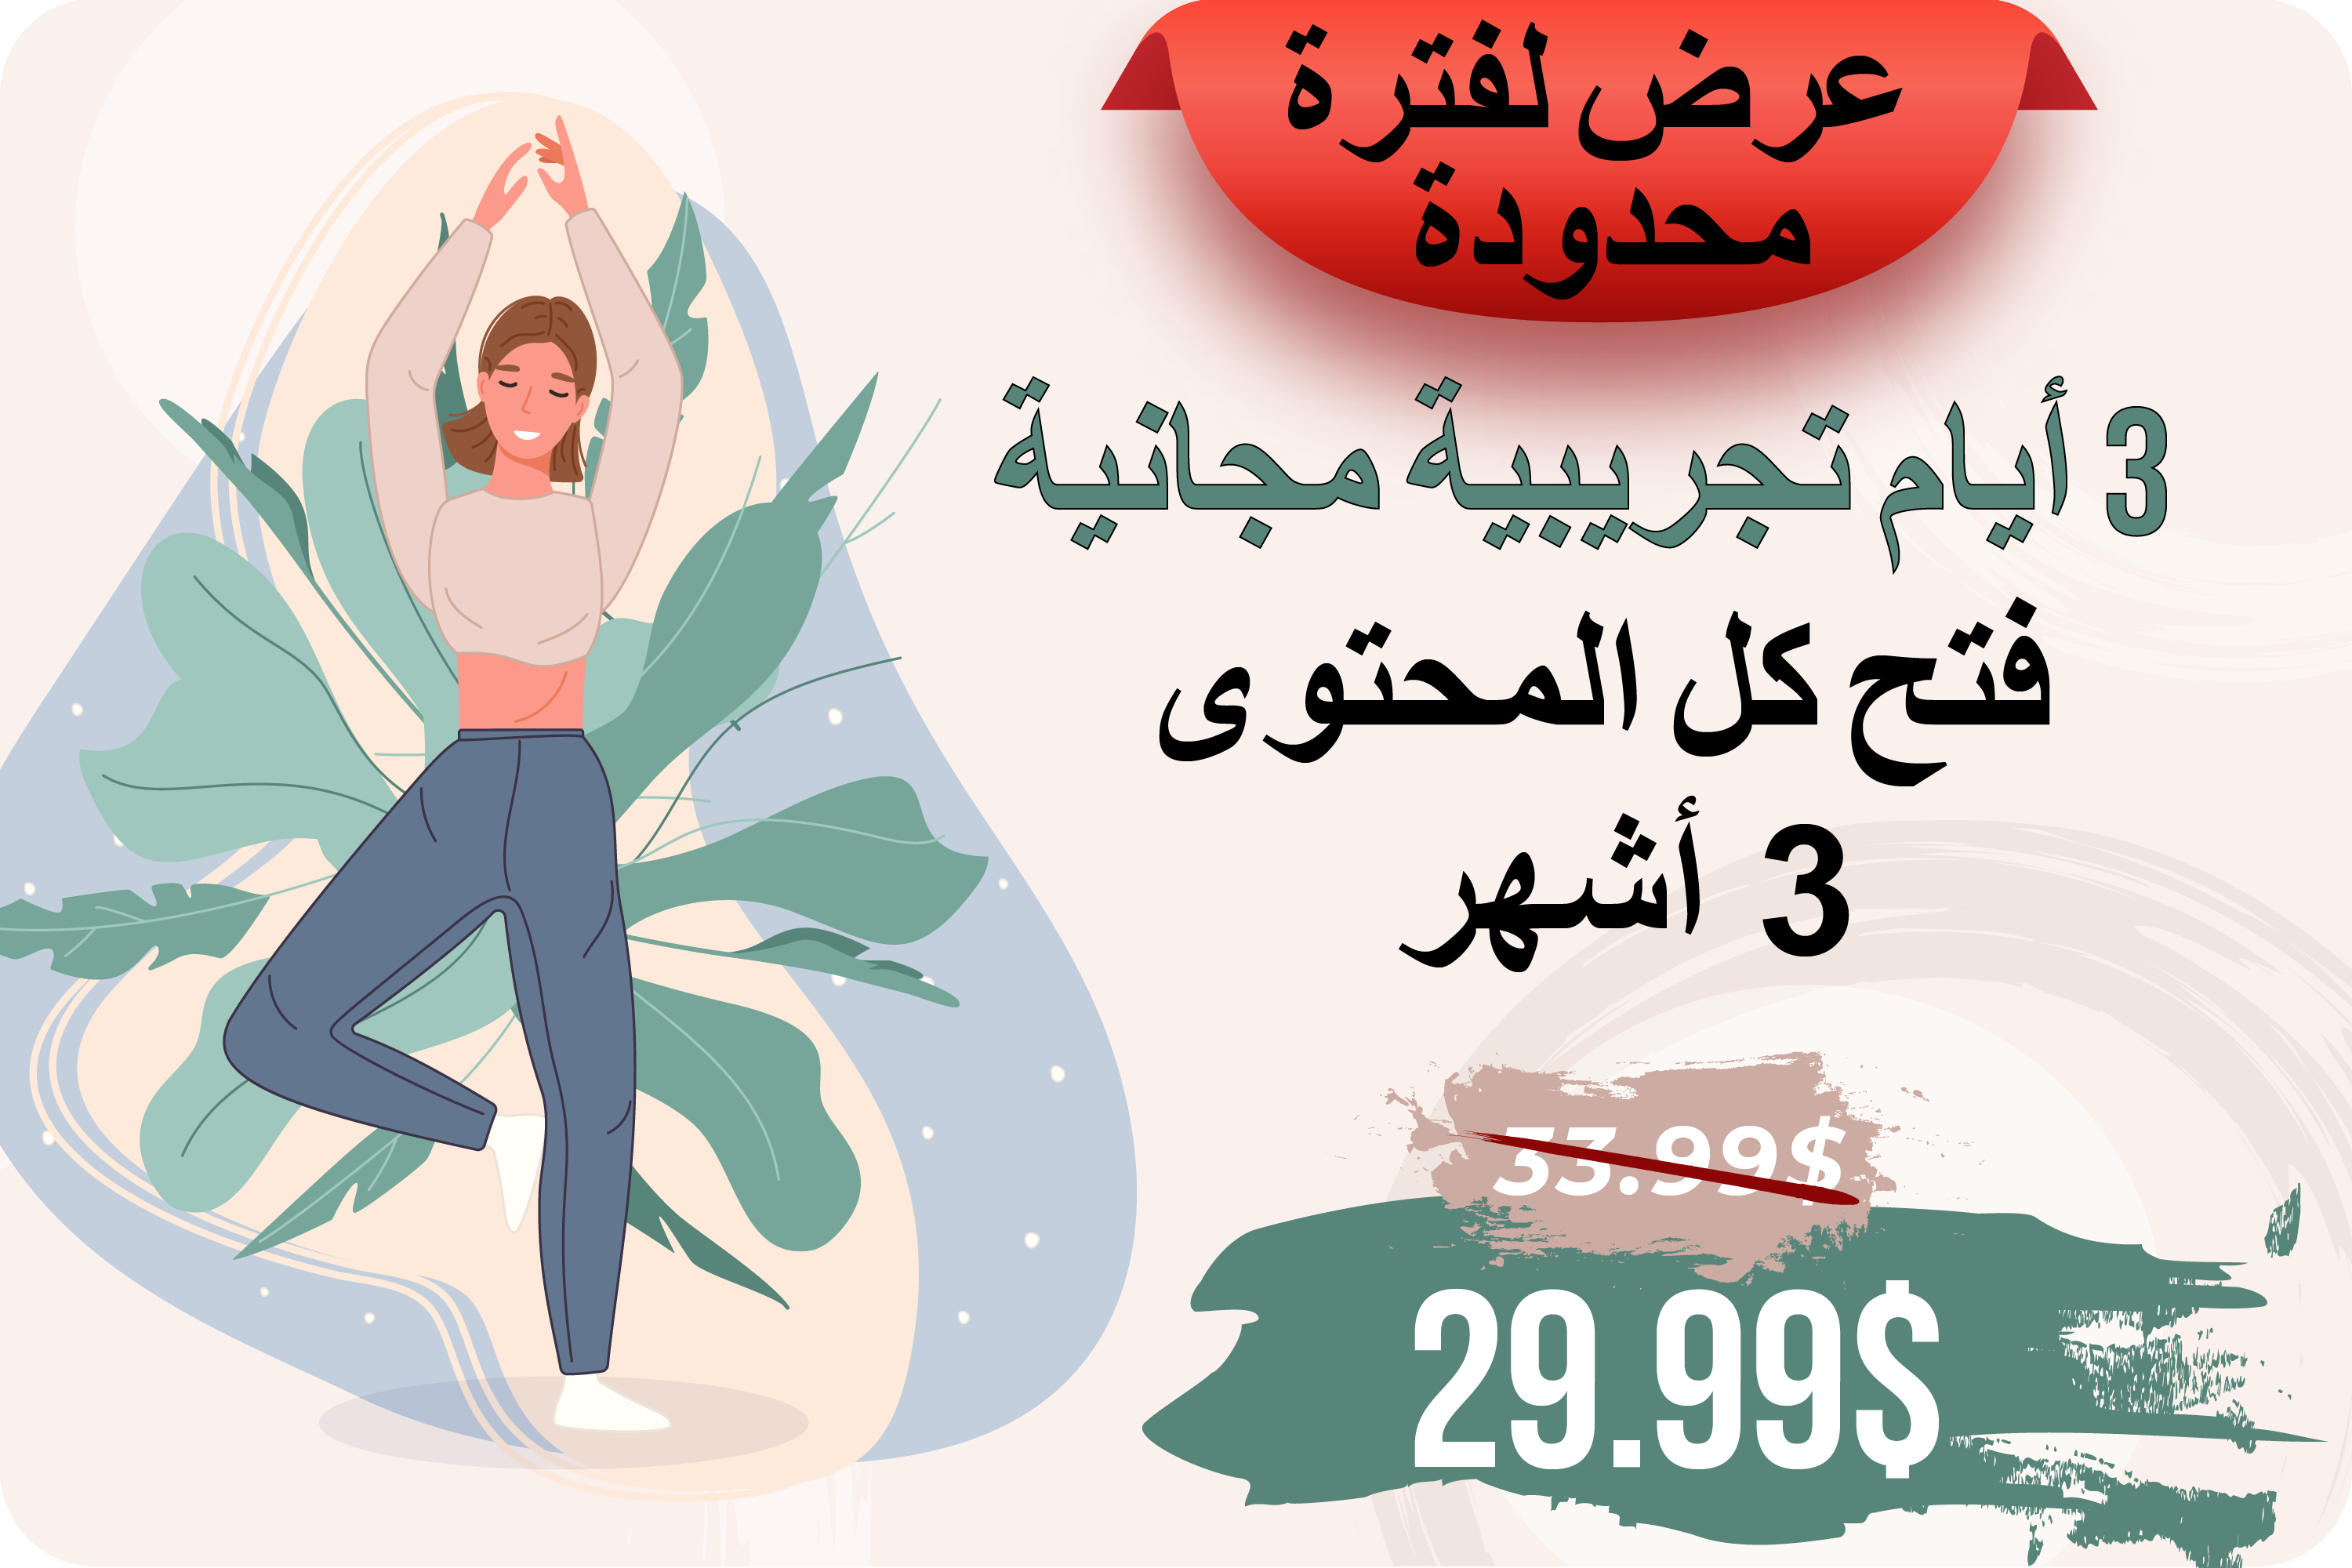 عرض لفترة
محدودة
3 أيام تجريبية مجانية
فتح كل المحتوى
3 أشهر
33.99$
29.99$